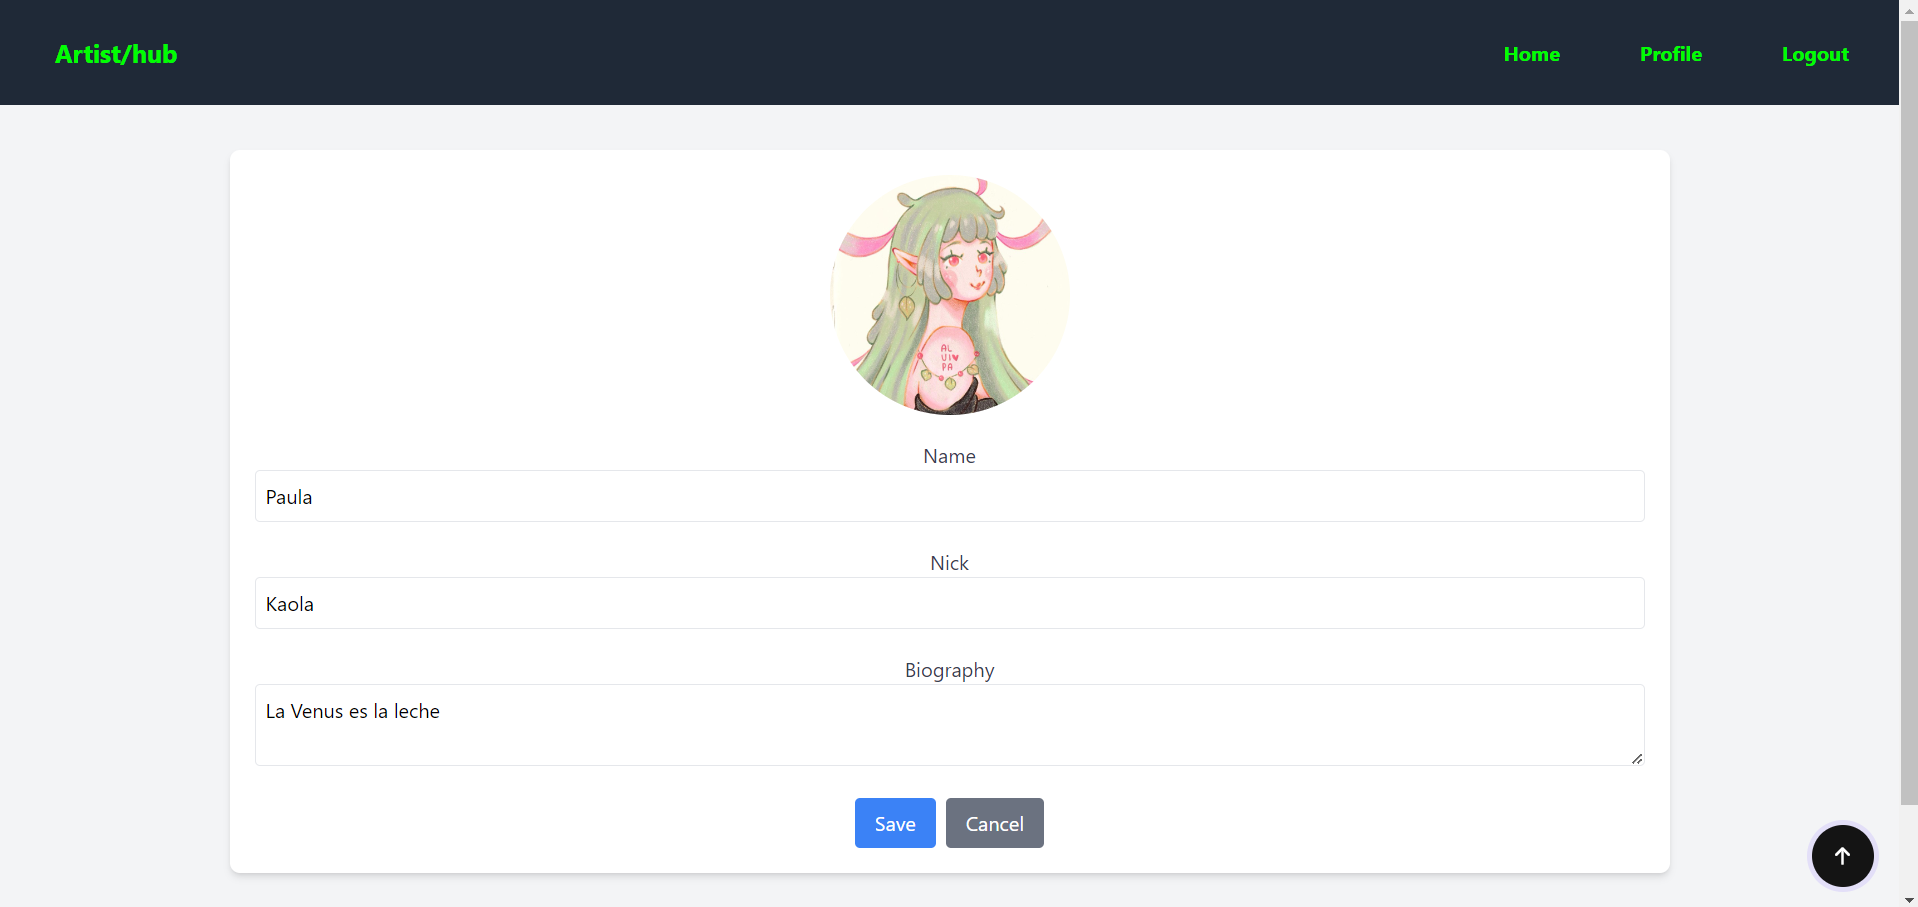 Artist/hub
Home
Profile
Logout
AL
UI♥
PA
Name
Paula
Nick
Kaola
Biography
La Venus es la leche
Save
Cancel